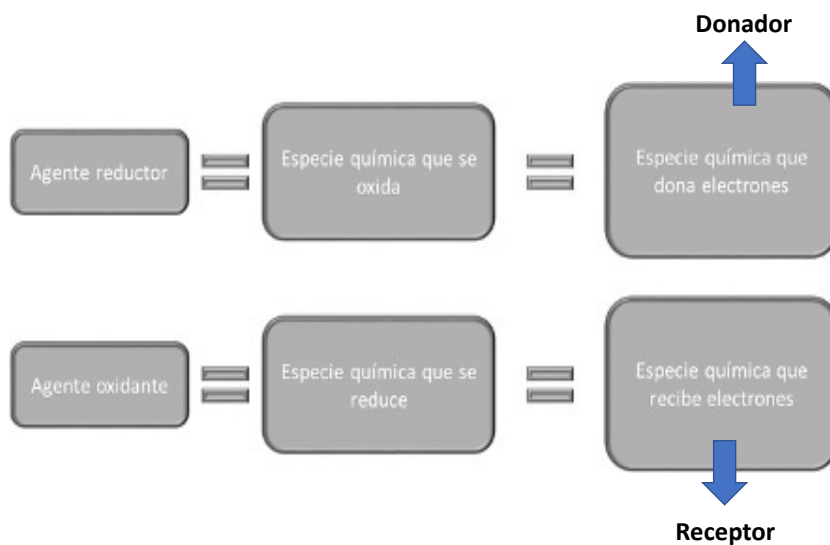 Donador
Agente reductor
Especie química que se
oxida
Especie química que
dona electrones
Agente oxidante
Especie química que se
reduce
Especie química que
recibe electrones
Receptor